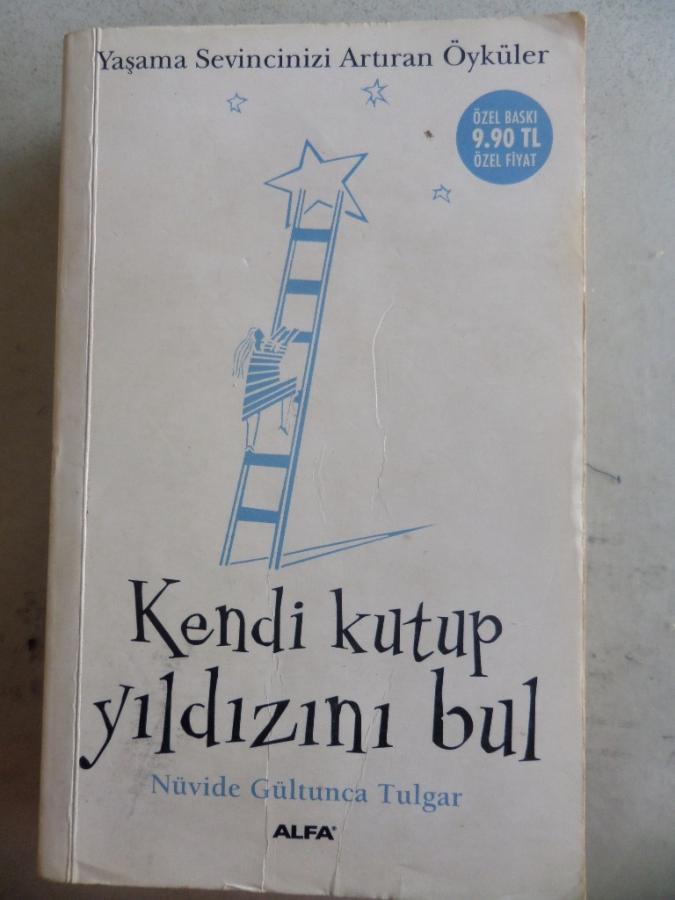 Yaşama Sevincinizi Artıran Öyküler
ÖZEL BASKI
9.90 TL
ÖZEL FİYAT
Kendi kutup
yıldızını bul
Nüvide Gültunca Tulgar
ALFA®